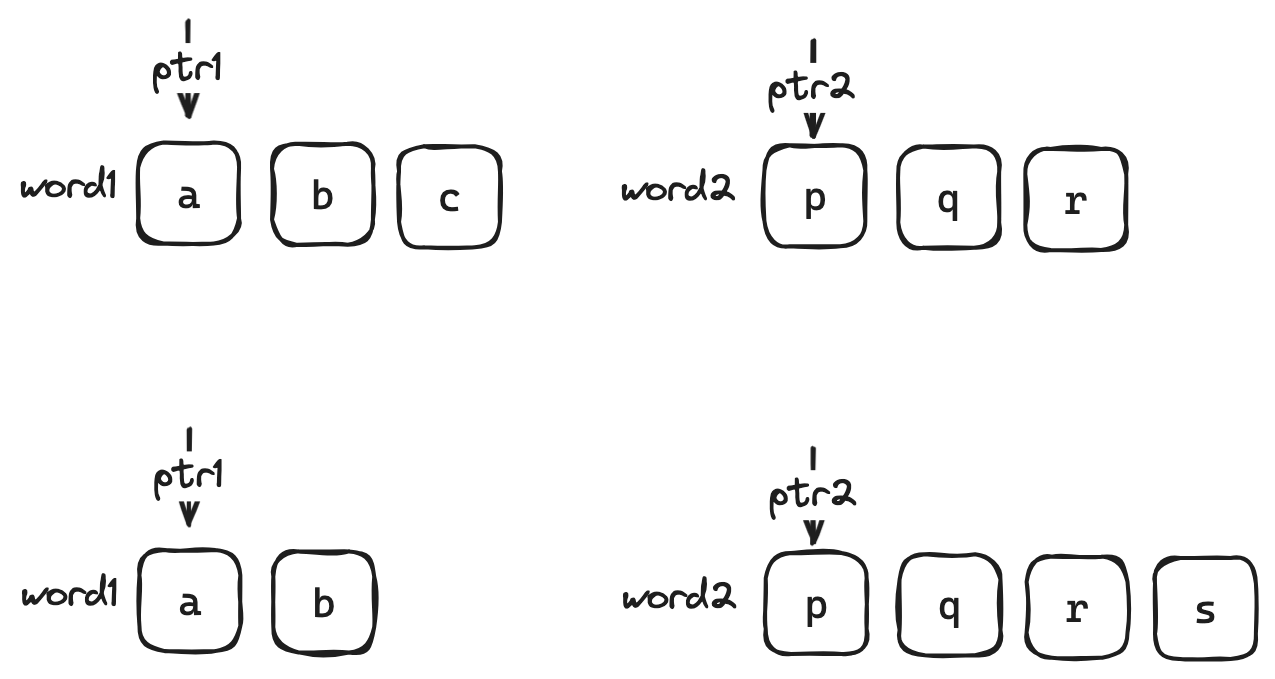 ptr1
ptr2
word1 a b c
word2 p q r
ptr1
ptr2
word1 a b
word2 p q r s